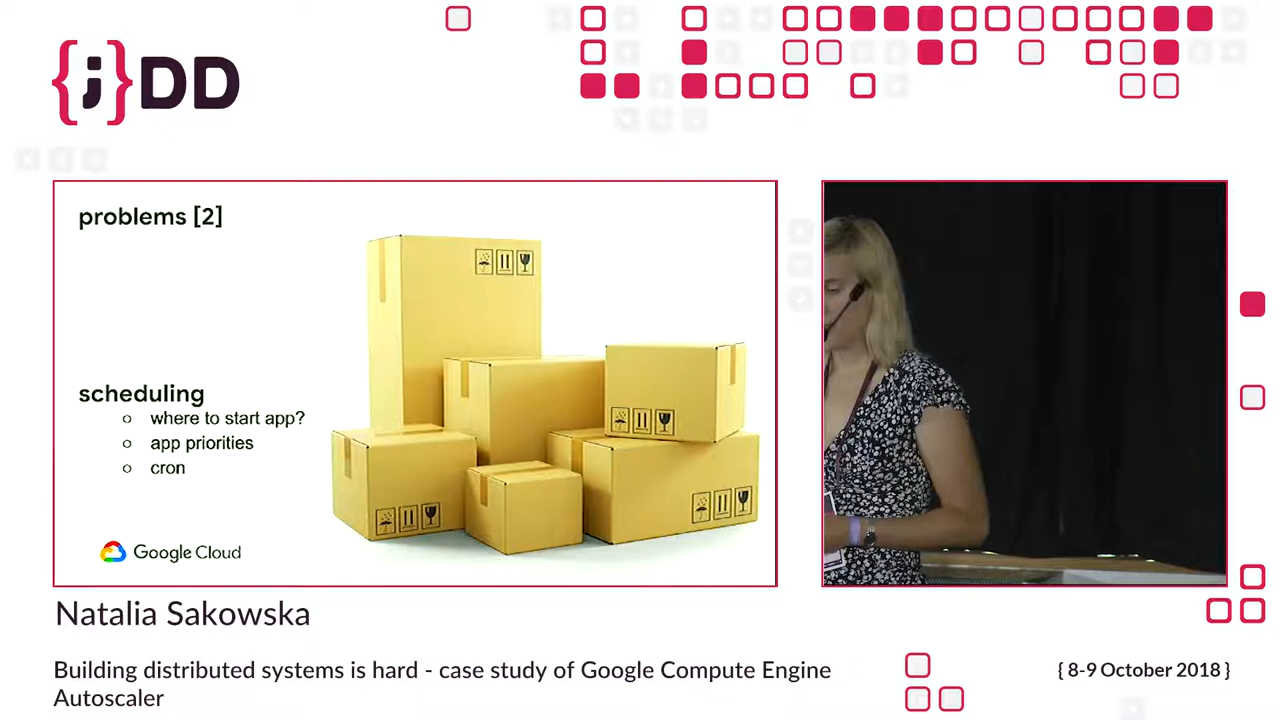 {j}DD
problems [2]
scheduling
where to start app?
app priorities
cron
Google Cloud
Natalia Sakowska
Building distributed systems is hard - case study of Google Compute Engine
Autoscaler
{ 8-9 October 2018 }